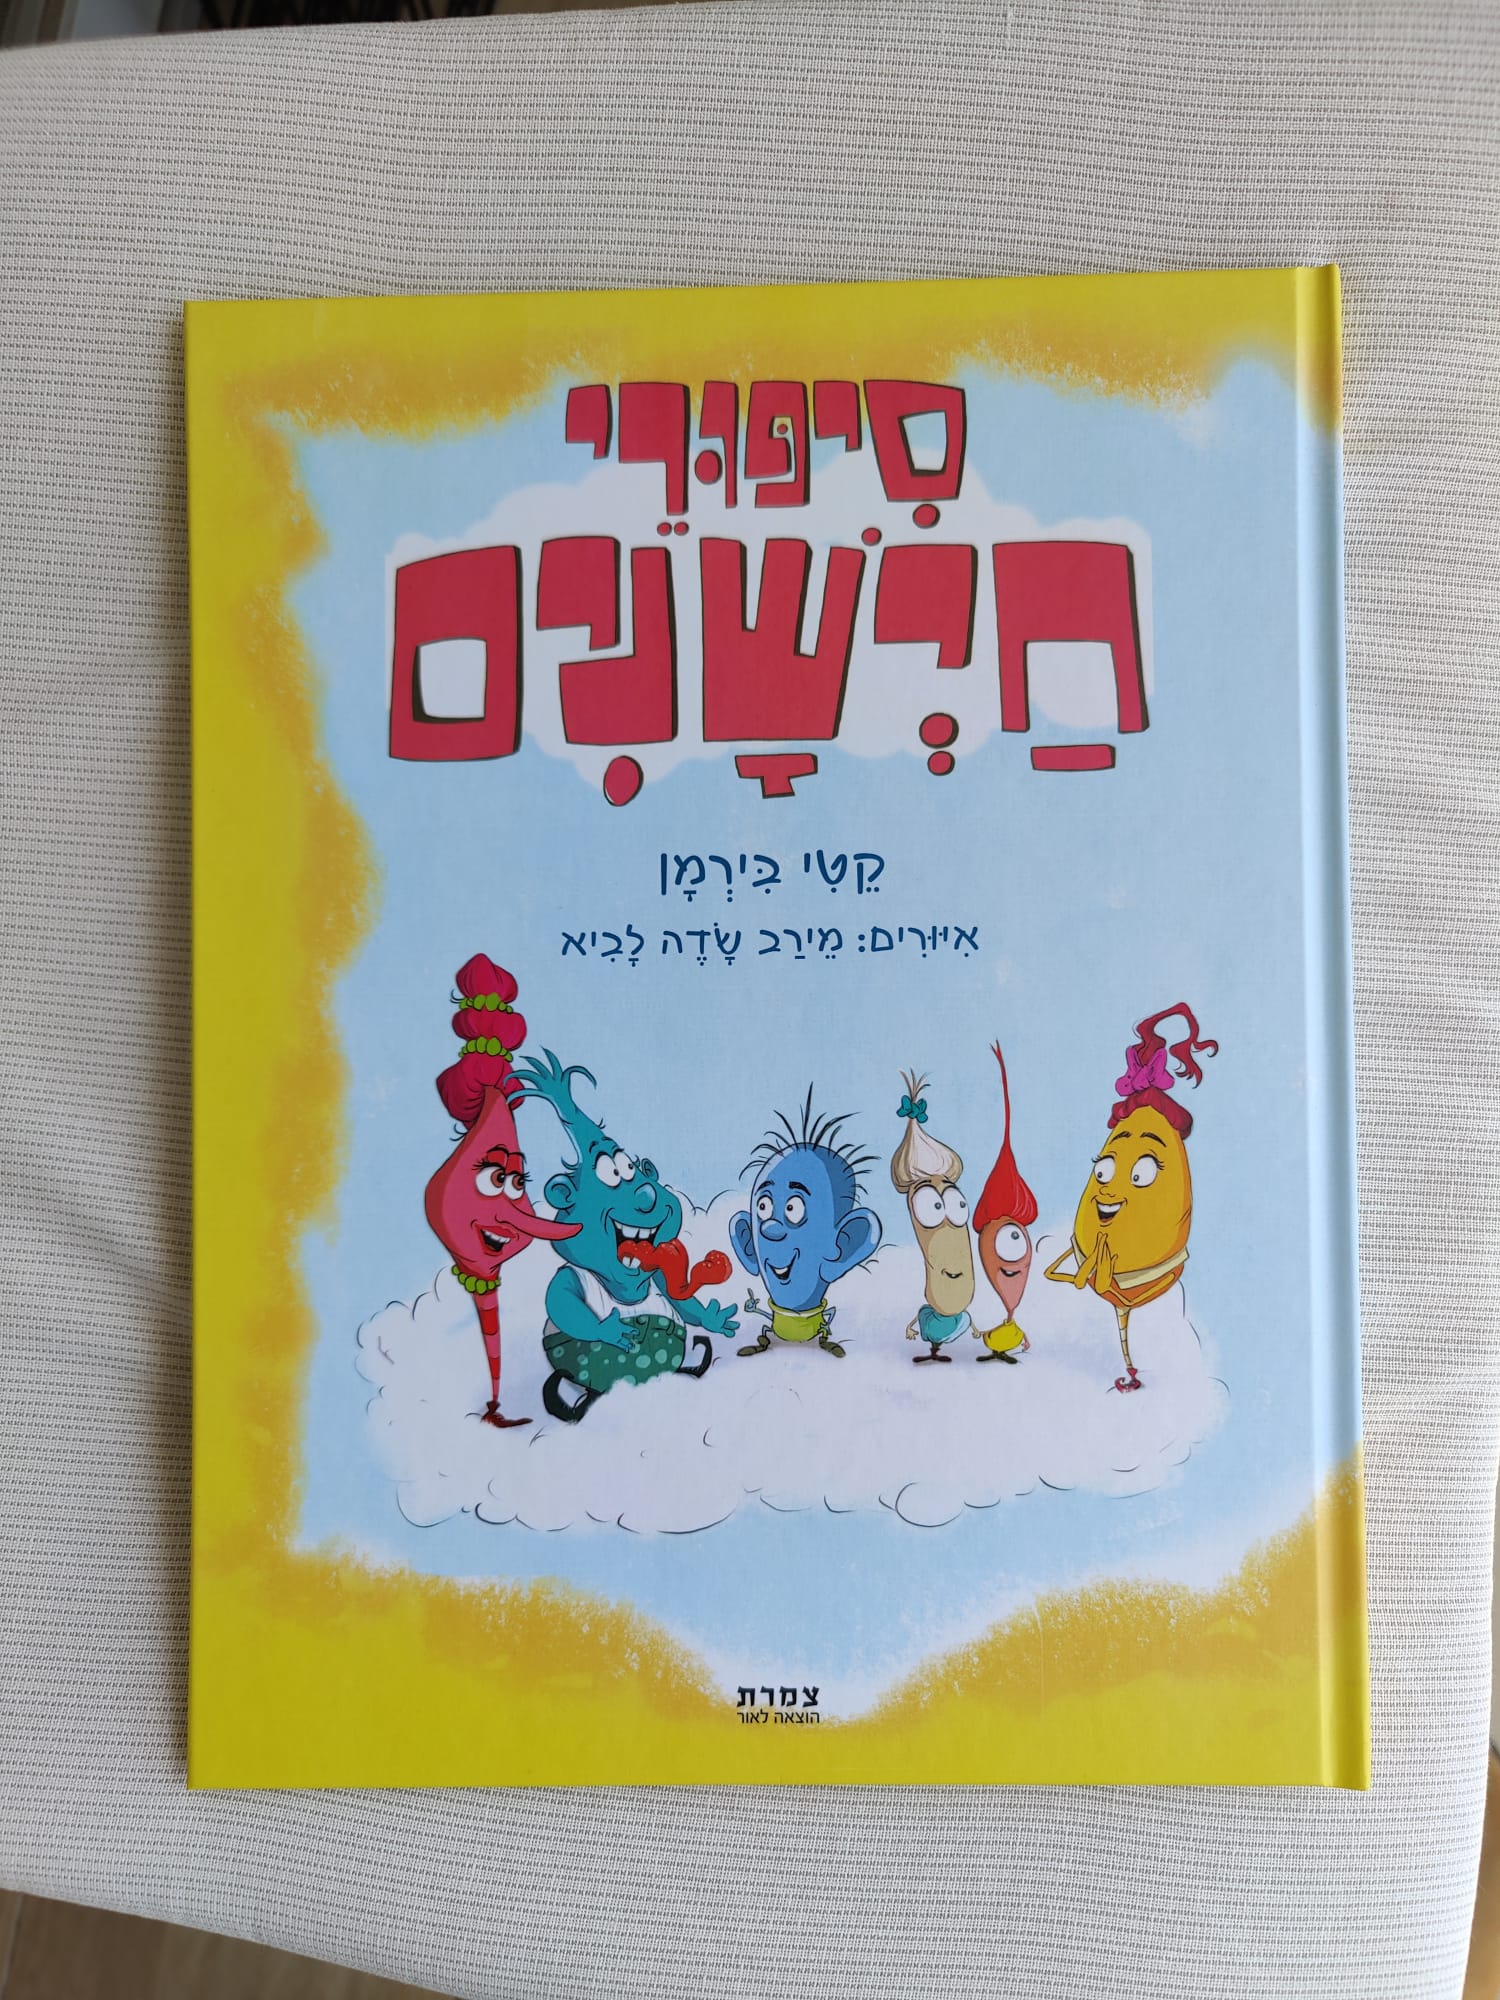 סִיפּוּרֵי
חַיְשָׁנִים
קֵטִי בִּירְמָן
אִיּוּרִים: מֵירַב שָׂדֶה לָבִיא
צמרת
הוצאה לאור